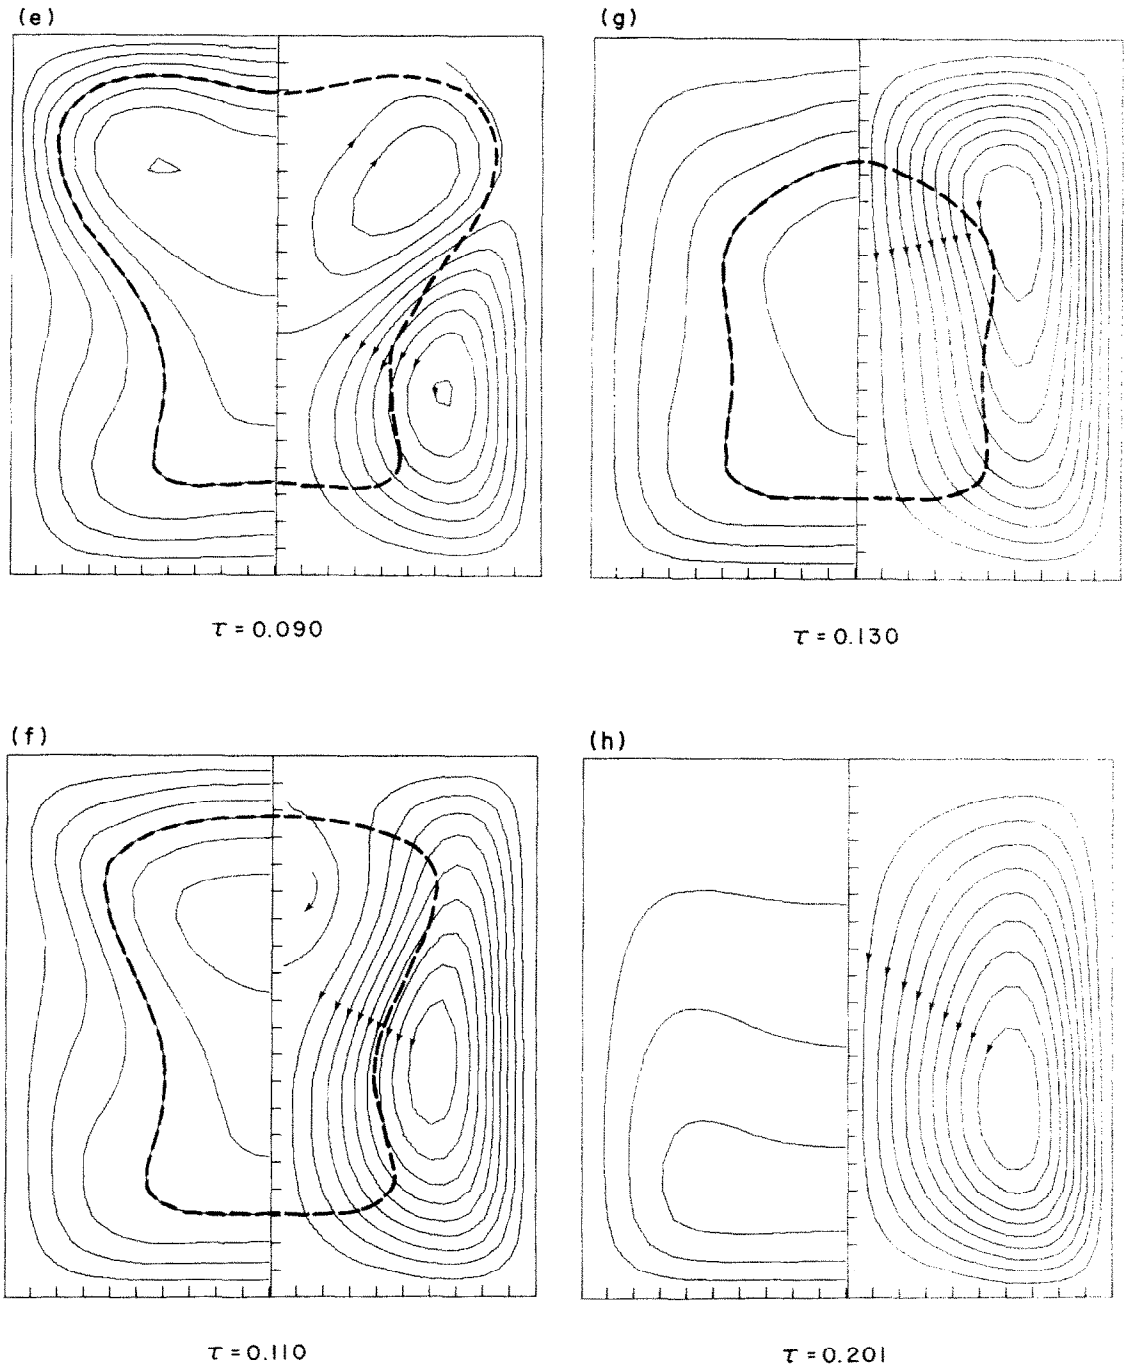 (e)
(g)
τ = 0.090
τ = 0.130
(f)
(h)
τ = 0.110
τ = 0.201